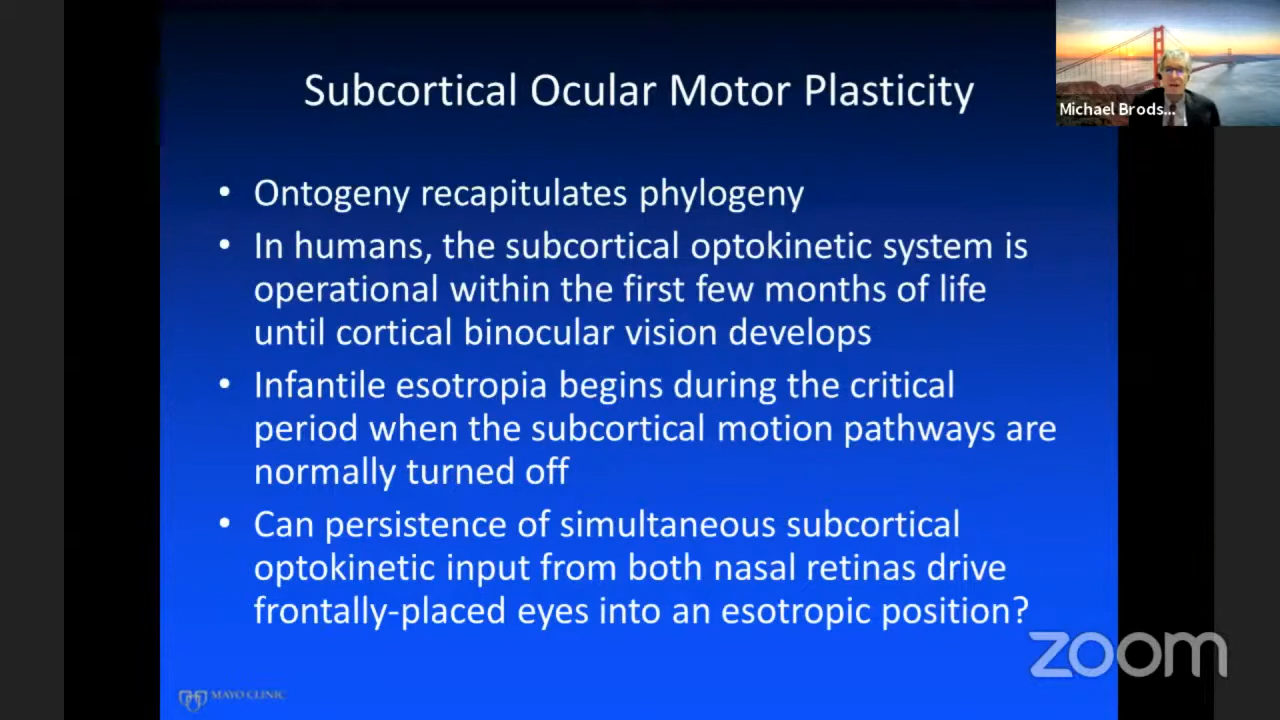 Subcortical Ocular Motor Plasticity
Michael Brods...
• Ontogeny recapitulates phylogeny
• In humans, the subcortical optokinetic system is
operational within the first few months of life
until cortical binocular vision develops
• Infantile esotropia begins during the critical
period when the subcortical motion pathways are
normally turned off
• Can persistence of simultaneous subcortical
optokinetic input from both nasal retinas drive
frontally-placed eyes into an esotropic position?
zoom
MAYO CLINIC